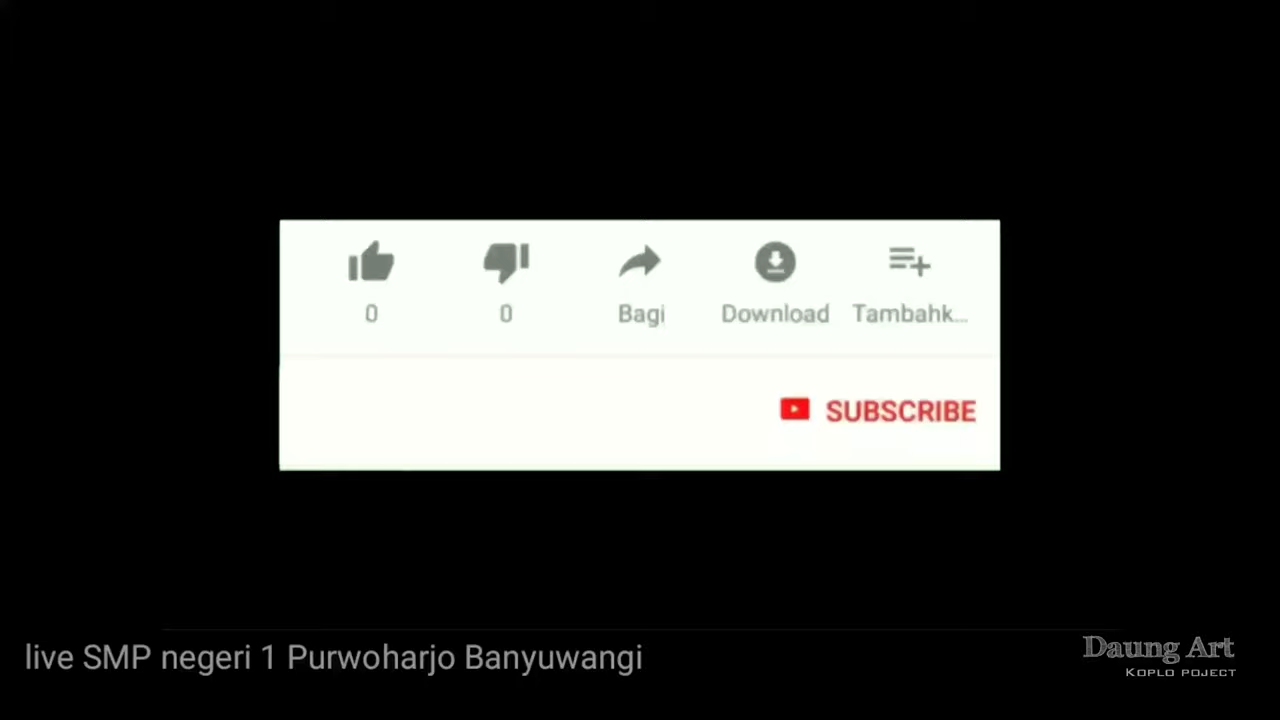 0 0 Bagi Download Tambahk...
SUBSCRIBE
live SMP negeri 1 Purwoharjo Banyuwangi
Daung Art
KOPLO POJECT